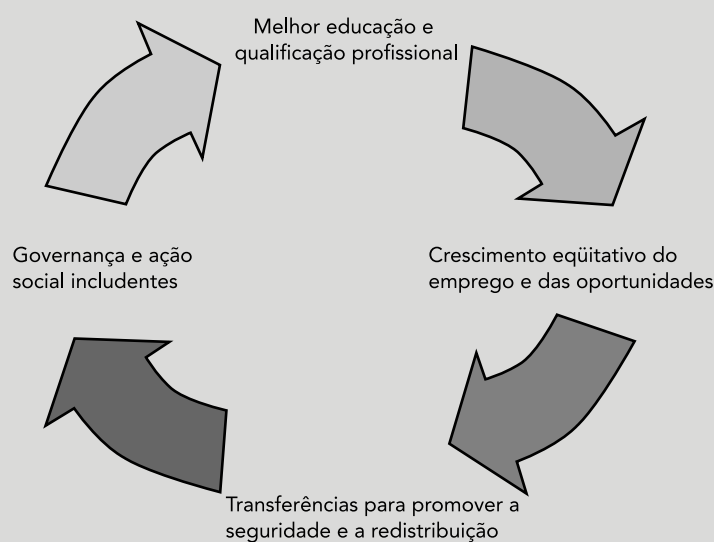 Melhor educação e
qualificação profissional
Governança e ação
social includentes
Crescimento eqüitativo do
emprego e das oportunidades
Transferências para promover a
seguridade e a redistribuição